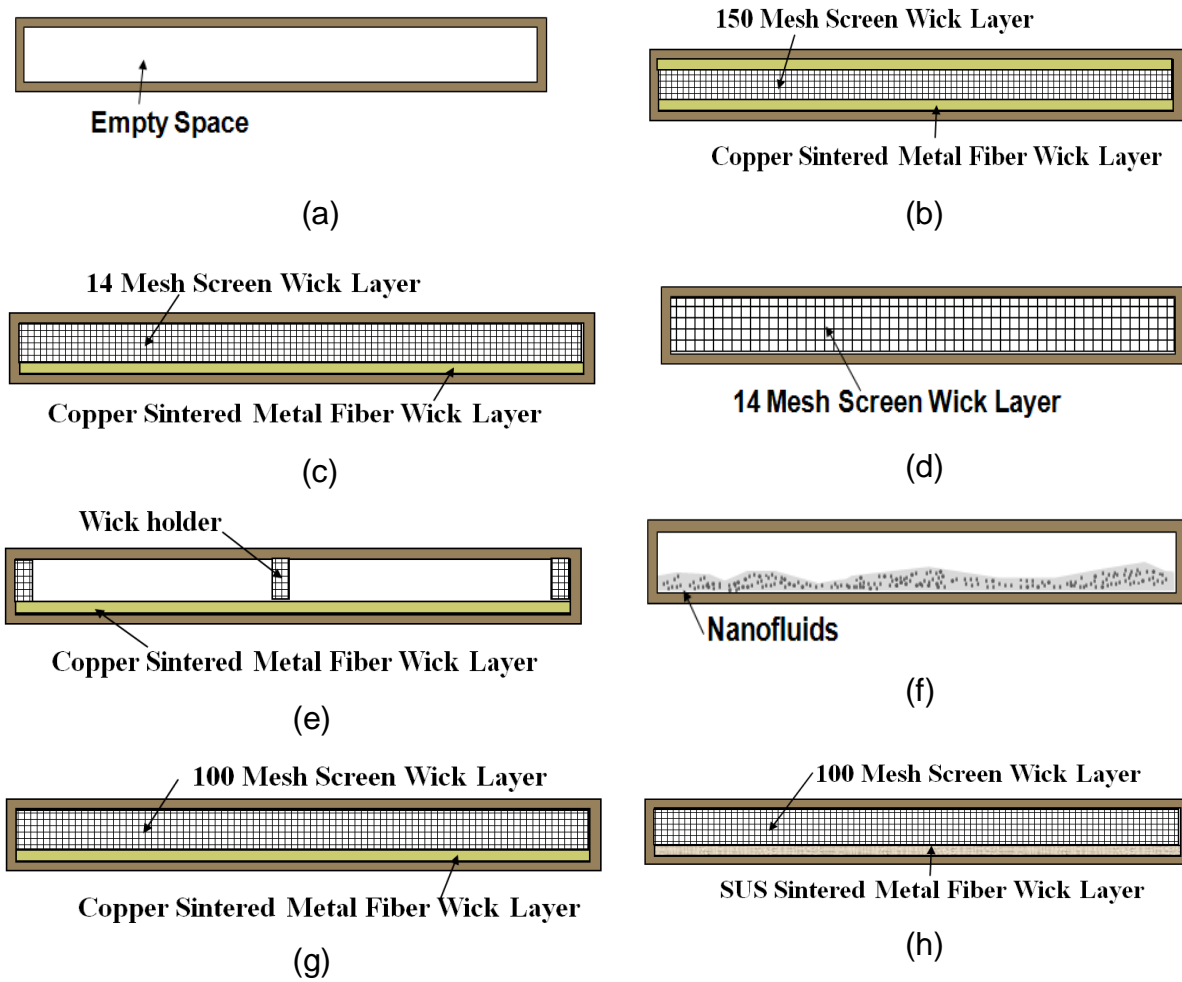 Empty Space
(a)
150 Mesh Screen Wick Layer
Copper Sintered Metal Fiber Wick Layer
(b)
14 Mesh Screen Wick Layer
Copper Sintered Metal Fiber Wick Layer
(c)
14 Mesh Screen Wick Layer
(d)
Wick holder
Copper Sintered Metal Fiber Wick Layer
(e)
Nanofluids
(f)
100 Mesh Screen Wick Layer
Copper Sintered Metal Fiber Wick Layer
(g)
100 Mesh Screen Wick Layer
SUS Sintered Metal Fiber Wick Layer
(h)